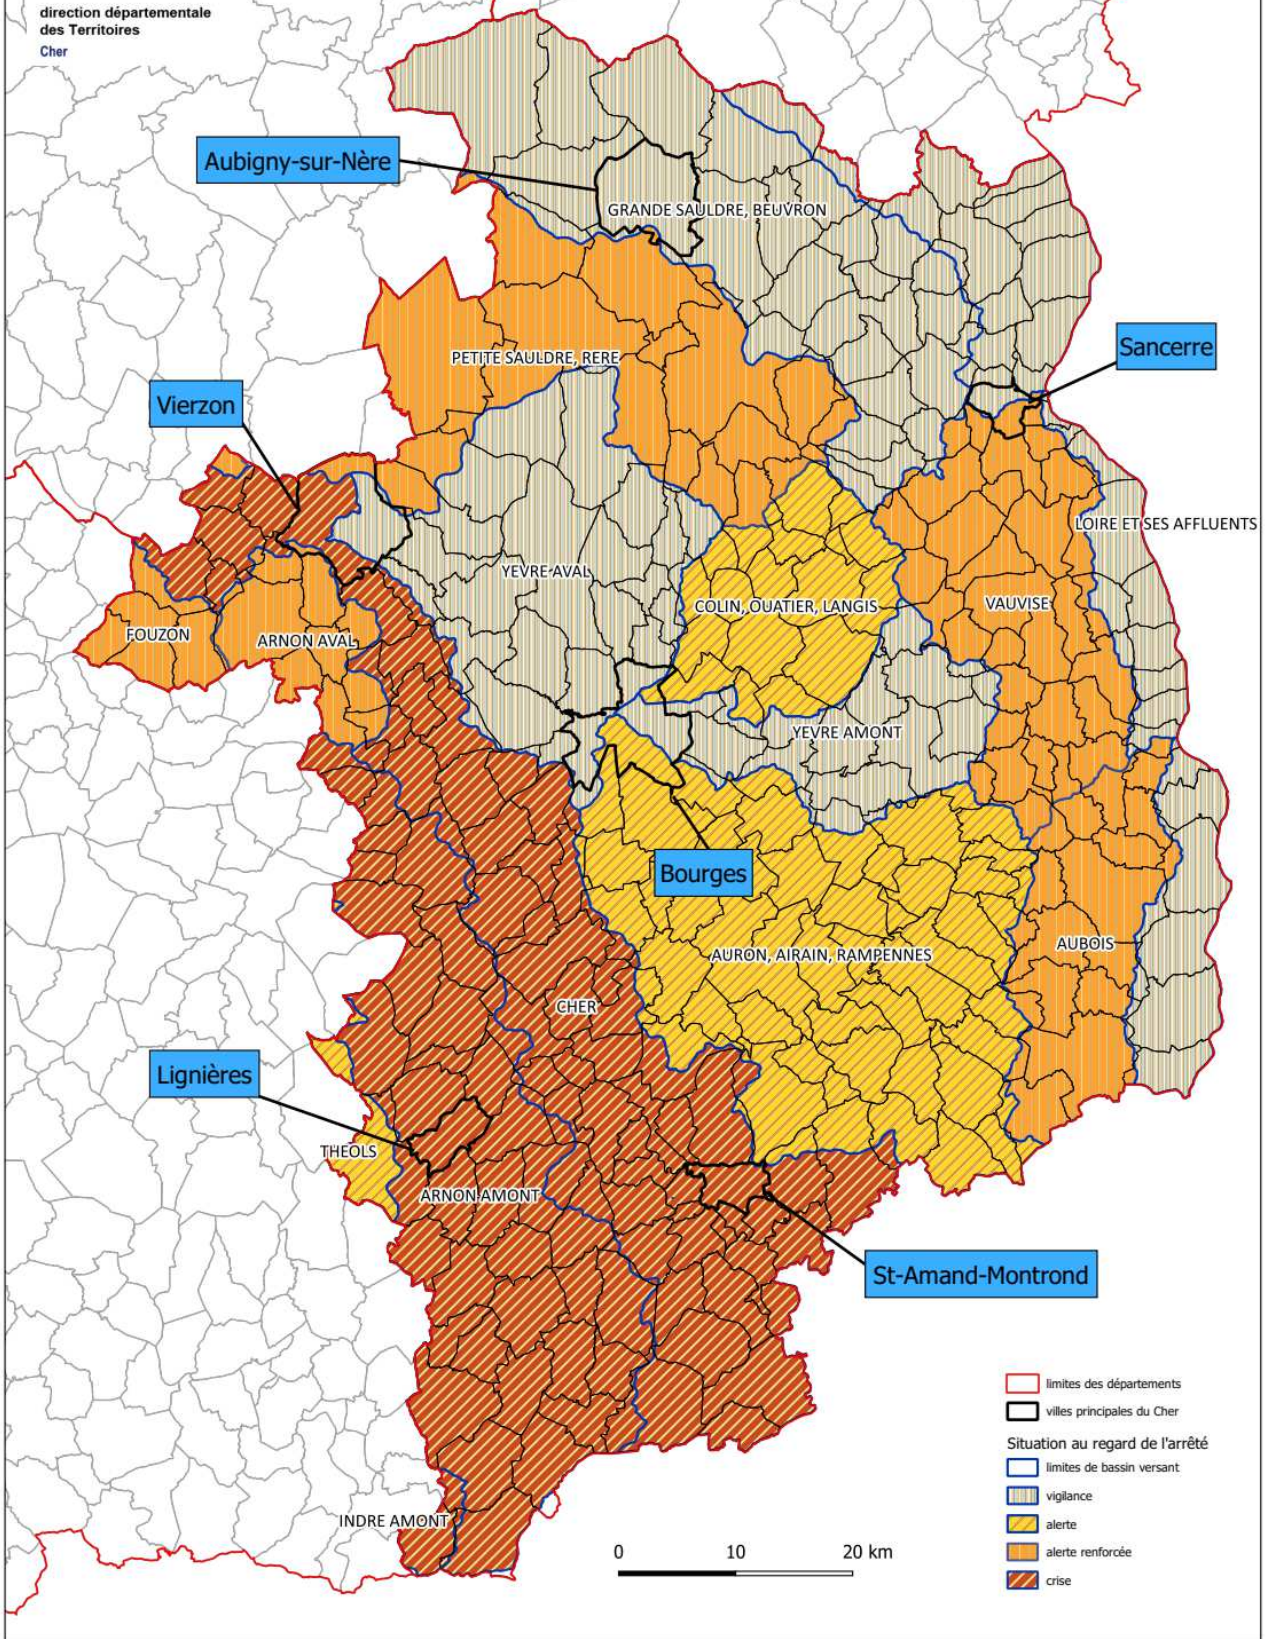 direction départementale
des Territoires
Cher
Aubigny-sur-Nère
GRANDE SAULDRE, BEUVRON
Sancerre
PETITE SAULDRE, RERE
Vierzon
LOIRE ET SES AFFLUENTS
YEVRE AVAL
COLIN, OUATIER, LANGIS
VAUVISE
FOUZON
ARNON AVAL
YEVRE AMONT
Bourges
AUBOIS
AURON, AIRAIN, RAMPENNES
CHER
Lignières
THEOLS
ARNON AMONT
St-Amand-Montrond
limites des départements
villes principales du Cher
Situation au regard de l'arrêté
limites de bassin versant
vigilance
alerte
alerte renforcée
crise
INDRE AMONT
0 10 20 km